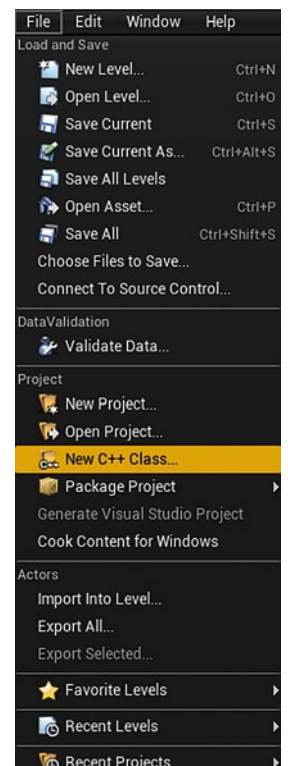 File Edit Window Help
Load and Save
New Level... Ctrl+N
Open Level... Ctrl+O
Save Current Ctrl+S
Save Current As... Ctrl+Alt+S
Save All Levels
Open Asset... Ctrl+P
Save All Ctrl+Shift+S
Choose Files to Save...
Connect To Source Control...
DataValidation
Validate Data...
Project
New Project...
Open Project...
New C++ Class...
Package Project
Generate Visual Studio Project
Cook Content for Windows
Actors
Import Into Level...
Export All...
Export Selected...
Favorite Levels
Recent Levels
Recent Projects